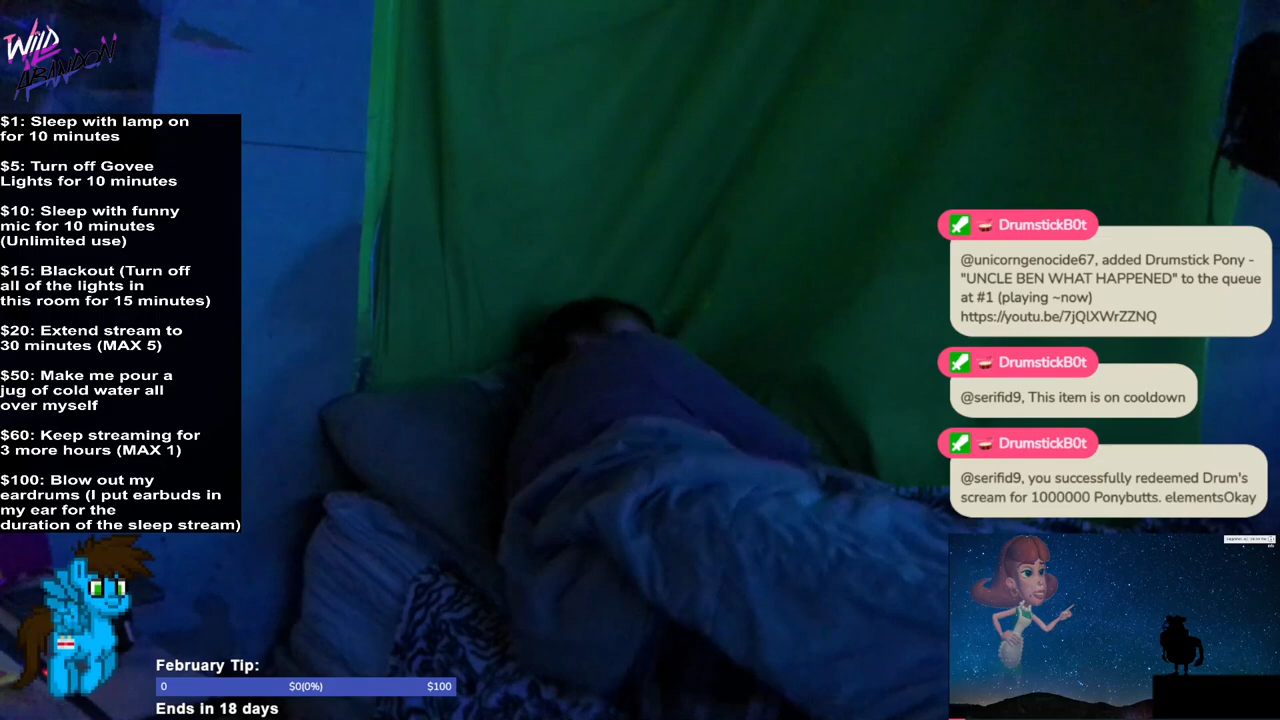 WILD
ABANDON
$1: Sleep with lamp on
for 10 minutes
$5: Turn off Govee
Lights for 10 minutes
$10: Sleep with funny
mic for 10 minutes
(Unlimited use)
$15: Blackout (Turn off
all of the lights in
this room for 15 minutes)
$20: Extend stream to
30 minutes (MAX 5)
$50: Make me pour a
jug of cold water all
over myself
$60: Keep streaming for
3 more hours (MAX 1)
$100: Blow out my
eardrums (I put earbuds in
my ear for the
duration of the sleep stream)
February Tip:
0 $0(0%) $100
Ends in 18 days
DrumstickB0t
@unicorngenocide67, added Drumstick Pony -
"UNCLE BEN WHAT HAPPENED" to the queue
at #1 (playing ~now)
https://youtu.be/7jQlXWrZZNQ
DrumstickB0t
@serifid9, This item is on cooldown
DrumstickB0t
@serifid9, you successfully redeemed Drum's
scream for 1000000 Ponybutts. elementsOkay